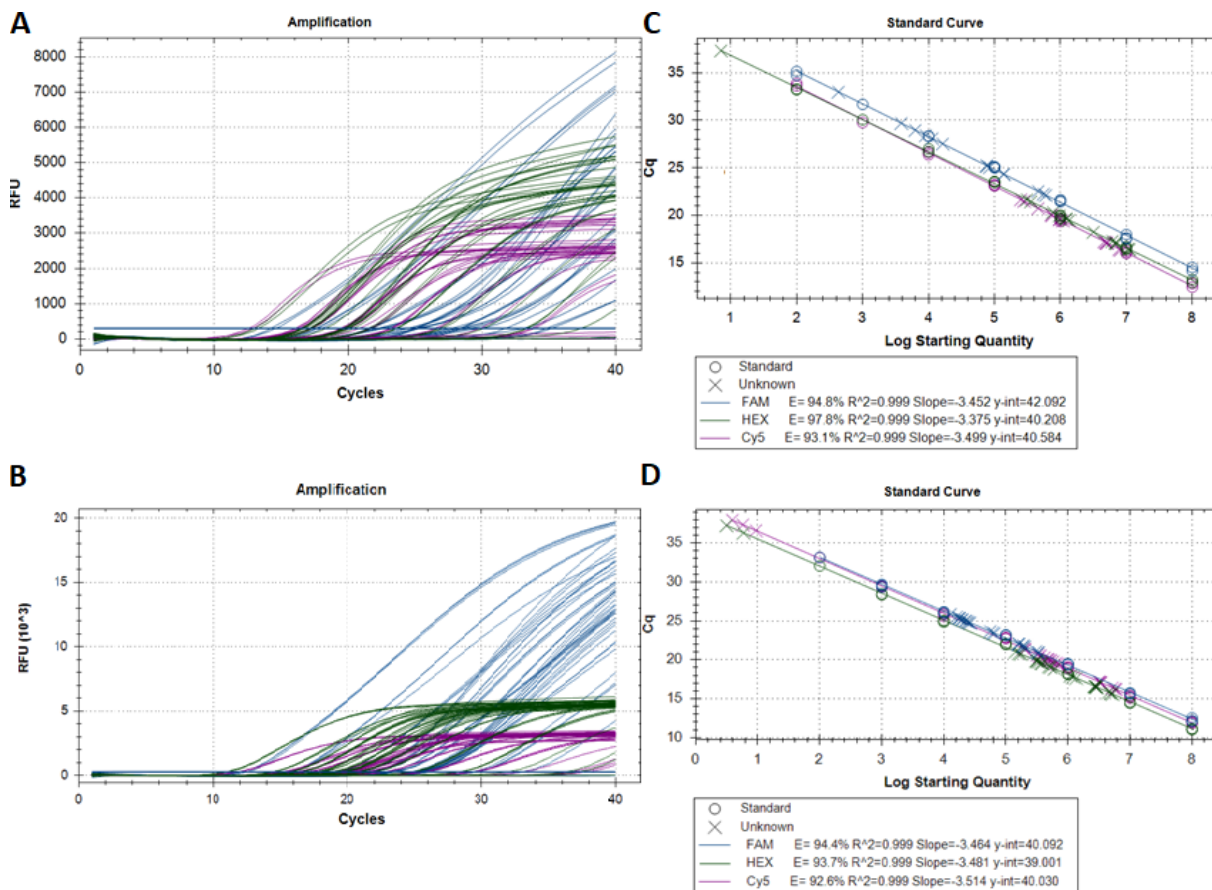 A
Amplification
8000
7000
6000
5000
4000
3000
2000
1000
0
RFU
0 10 20 30 40
Cycles
C
Standard Curve
35
30
25
20
15
Cq
1 2 3 4 5 6 7 8
Log Starting Quantity
Standard
Unknown
FAM E= 94.8% R^2=0.999 Slope=-3.452 y-int=42.092
HEX E= 97.8% R^2=0.999 Slope=-3.375 y-int=40.208
Cy5 E= 93.1% R^2=0.999 Slope=-3.499 y-int=40.584
B
Amplification
20
15
10
5
0
RFU (10^3)
0 10 20 30 40
Cycles
D
Standard Curve
35
30
25
20
15
10
Cq
0 1 2 3 4 5 6 7 8
Log Starting Quantity
Standard
Unknown
FAM E= 94.4% R^2=0.999 Slope=-3.464 y-int=40.092
HEX E= 93.7% R^2=0.999 Slope=-3.481 y-int=39.001
Cy5 E= 92.6% R^2=0.999 Slope=-3.514 y-int=40.030